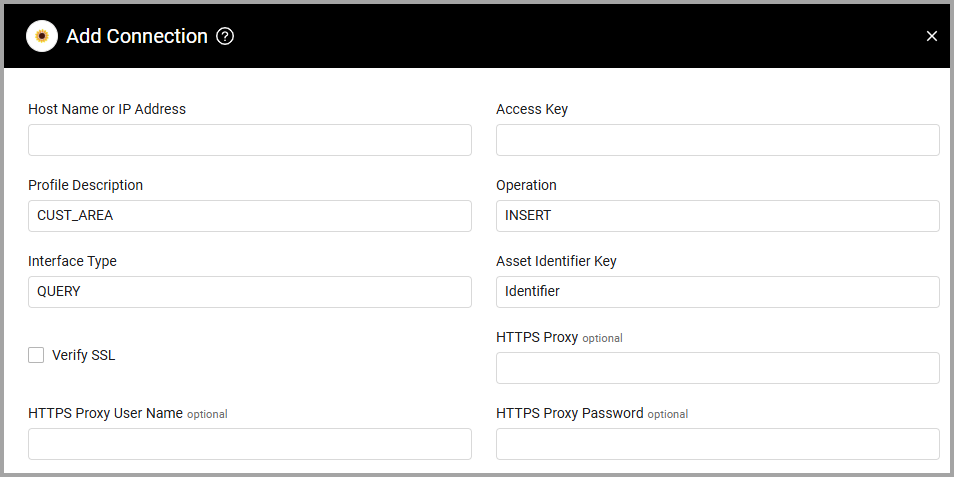 Add Connection ?
Host Name or IP Address
Access Key
Profile Description
CUST_AREA
Operation
INSERT
Interface Type
QUERY
Asset Identifier Key
Identifier
Verify SSL
HTTPS Proxy optional
HTTPS Proxy User Name optional
HTTPS Proxy Password optional